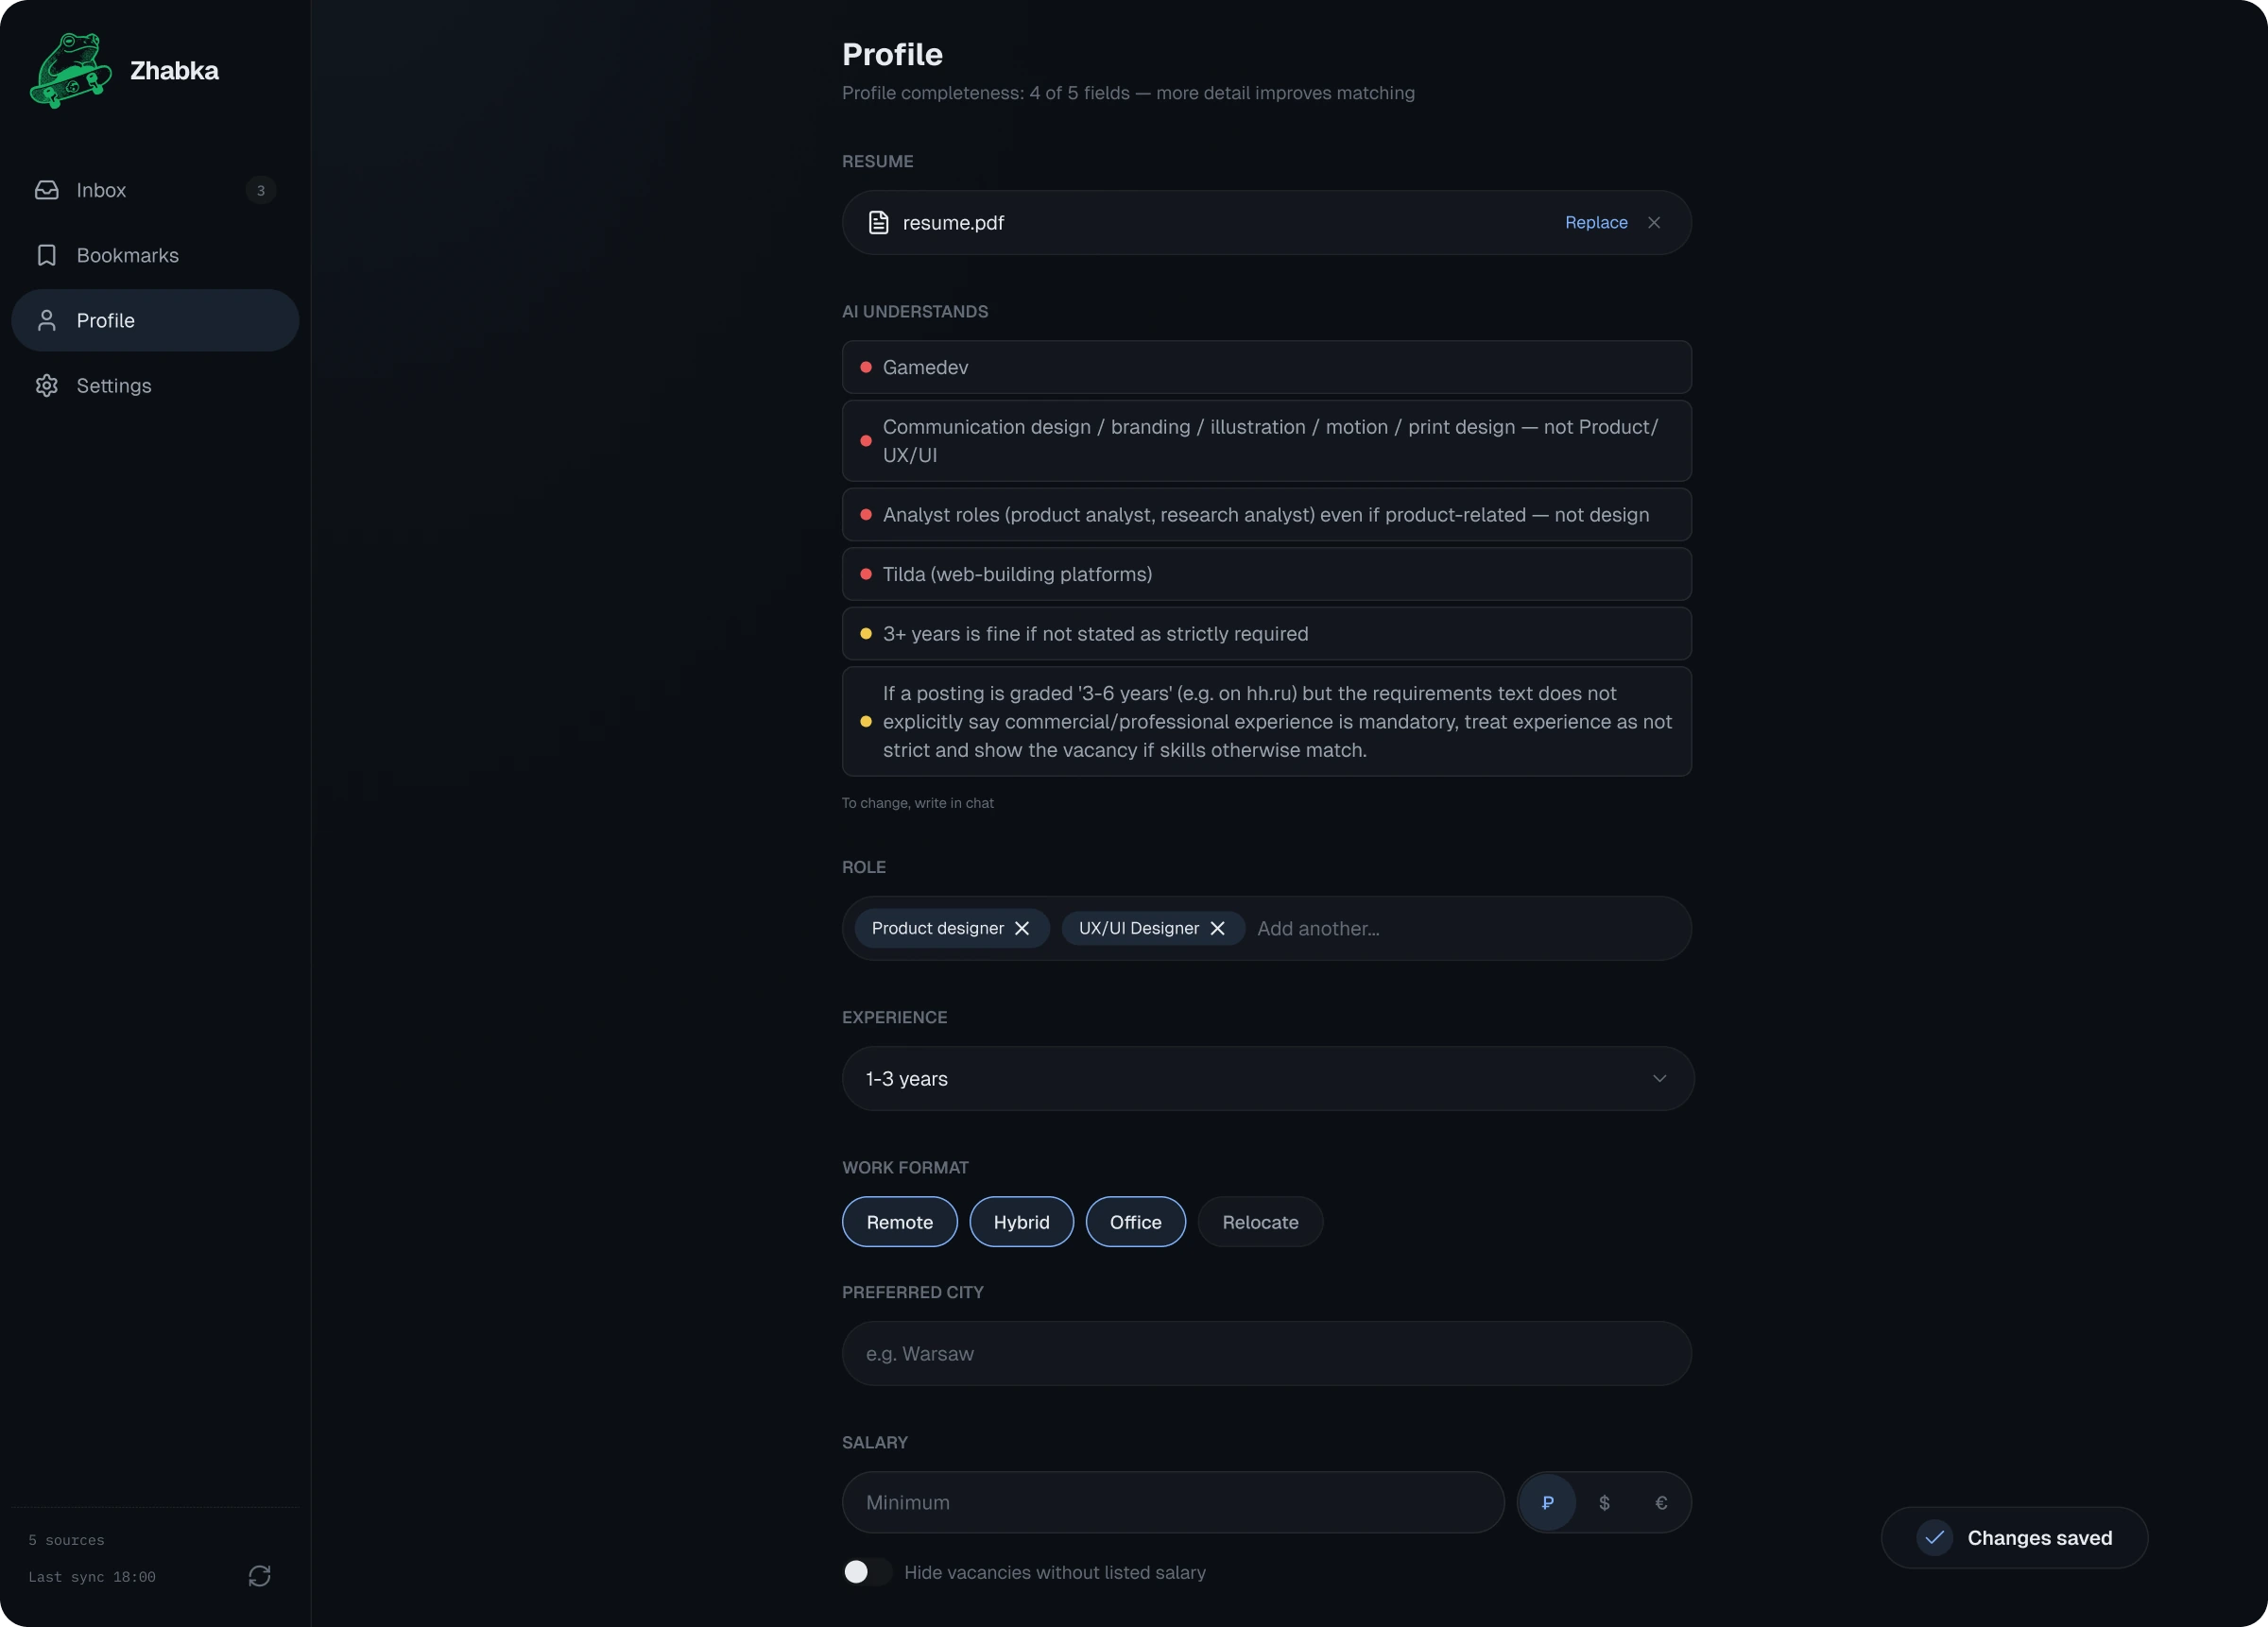 Zhabka
Inbox
3
Bookmarks
Profile
Settings
5 sources
Last sync 18:00
Profile
Profile completeness: 4 of 5 fields — more detail improves matching
RESUME
resume.pdf
Replace
AI UNDERSTANDS
Gamedev
Communication design / branding / illustration / motion / print design — not Product/
UX/UI
Analyst roles (product analyst, research analyst) even if product-related — not design
Tilda (web-building platforms)
3+ years is fine if not stated as strictly required
If a posting is graded '3-6 years' (e.g. on hh.ru) but the requirements text does not
explicitly say commercial/professional experience is mandatory, treat experience as not
strict and show the vacancy if skills otherwise match.
To change, write in chat
ROLE
Product designer
UX/UI Designer
Add another...
EXPERIENCE
1-3 years
WORK FORMAT
Remote
Hybrid
Office
Relocate
PREFERRED CITY
e.g. Warsaw
SALARY
Minimum
₽
$
€
Hide vacancies without listed salary
Changes saved